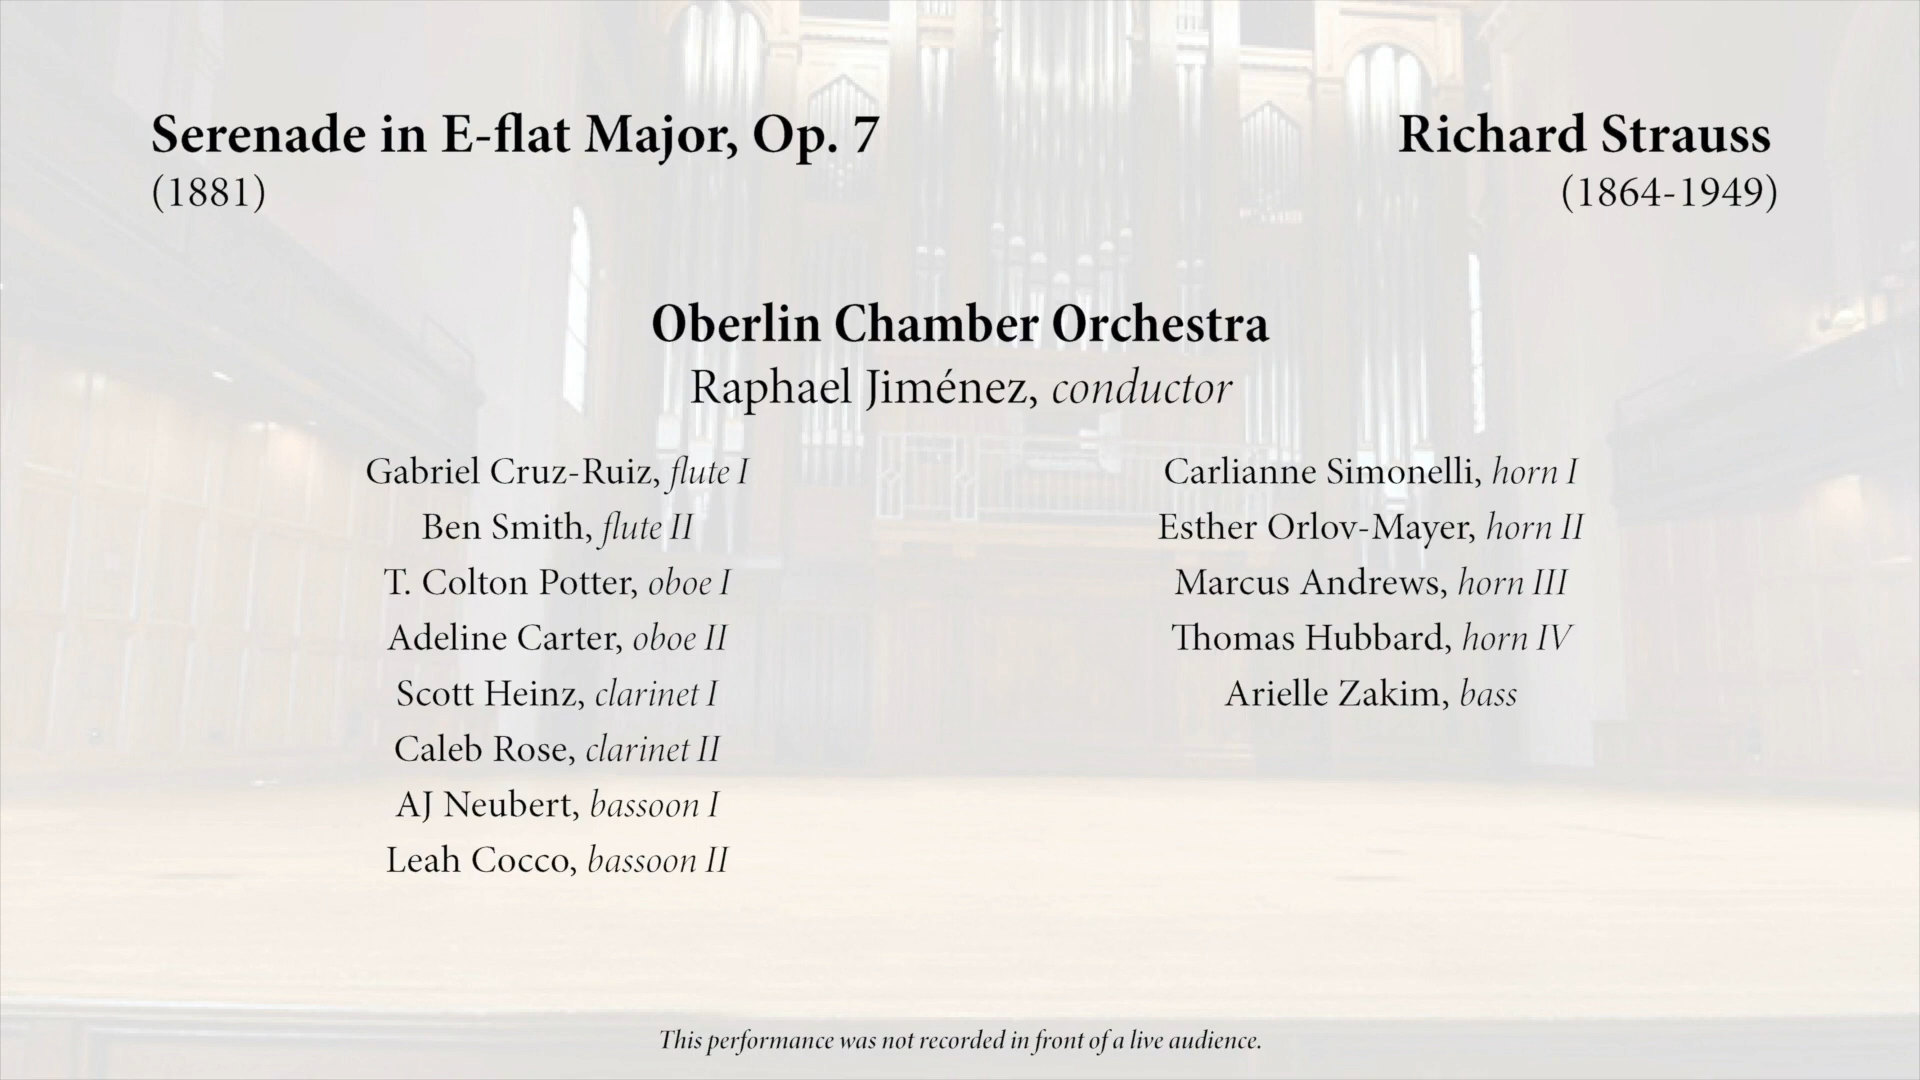 Serenade in E-flat Major, Op. 7
(1881)
Richard Strauss
(1864-1949)
Oberlin Chamber Orchestra
Raphael Jiménez, conductor
Gabriel Cruz-Ruiz, flute I
Ben Smith, flute II
T. Colton Potter, oboe I
Adeline Carter, oboe II
Scott Heinz, clarinet I
Caleb Rose, clarinet II
AJ Neubert, bassoon I
Leah Cocco, bassoon II
Carlianne Simonelli, horn I
Esther Orlov-Mayer, horn II
Marcus Andrews, horn III
Thomas Hubbard, horn IV
Arielle Zakim, bass
This performance was not recorded in front of a live audience.